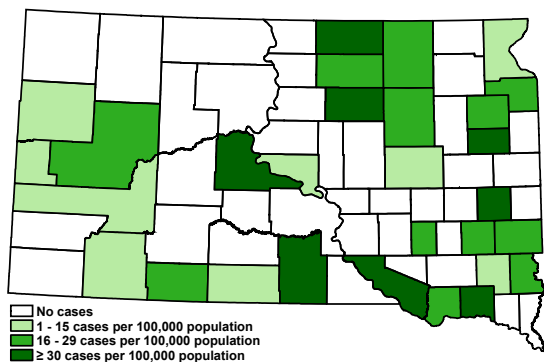 No cases
1 - 15 cases per 100,000 population
16 - 29 cases per 100,000 population
≥ 30 cases per 100,000 population